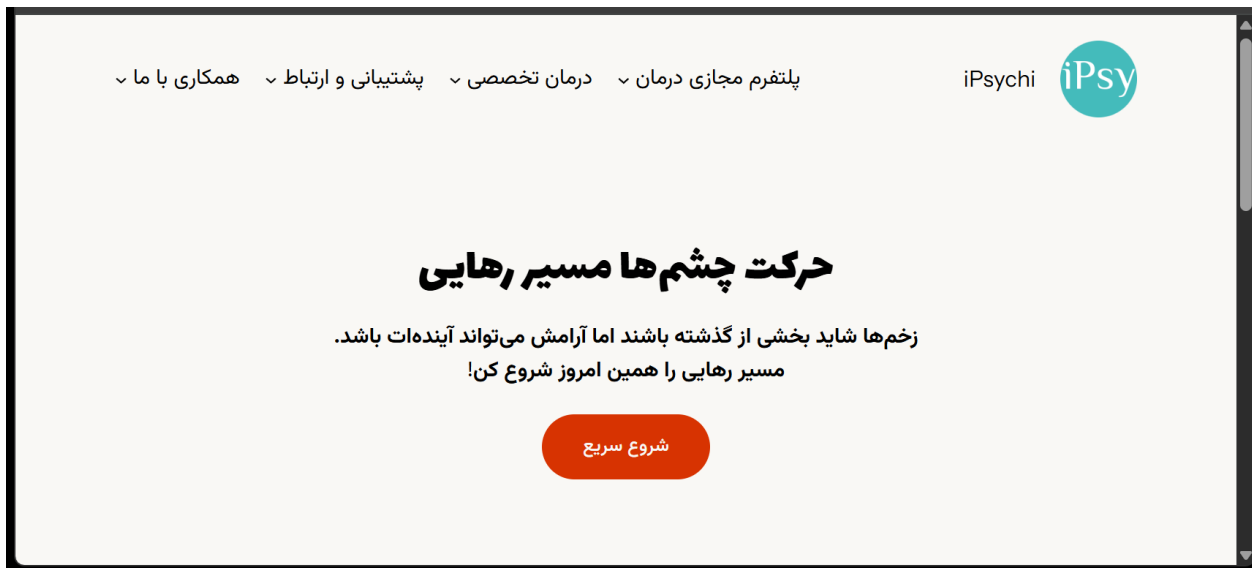 iPsy
iPsychi
پلتفرم مجازی درمان
درمان تخصصی
پشتیبانی و ارتباط
همکاری با ما
حرکت چشم‌ها مسیر رهایی
زخم‌ها شاید بخشی از گذشته باشند اما آرامش می‌تواند آینده‌ات باشد.
مسیر رهایی را همین امروز شروع کن!
شروع سریع